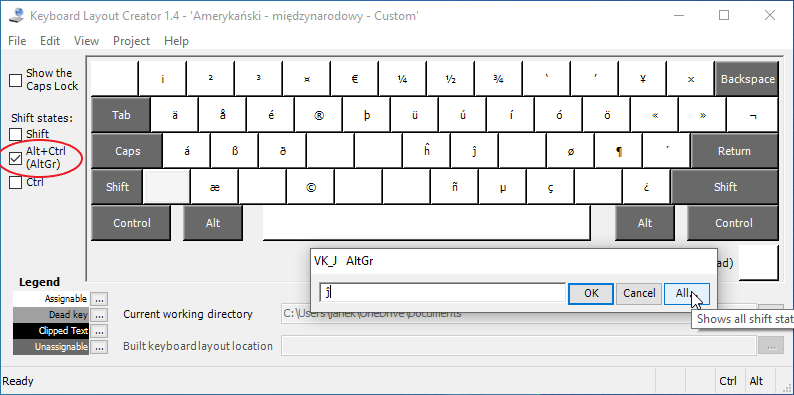 Keyboard Layout Creator 1.4 - 'Amerykański - międzynarodowy - Custom'
File Edit View Project Help
Show the
Caps Lock
Shift states:
Shift
Alt+Ctrl
(AltGr)
Ctrl
¡ ² ³ ¤ € ¼ ½ ¾ ‘ ’ ¥ × Backspace
Tab ä å é ® þ ü ú í ó ö « » ¬
Caps á ß ð ĥ ĵ ø ¶ ´ Return
Shift æ © ñ µ ç ¿ Shift
Control Alt Alt Control
VK_J AltGr
ĵ OK Cancel All...
ad)
Shows all shift stat
Legend
Assignable ...
Dead key ...
Clipped Text ...
Unassignable ...
Current working directory C:\Users\janek\OneDrive\Documents
Built keyboard layout location ...
Ready Ctrl Alt